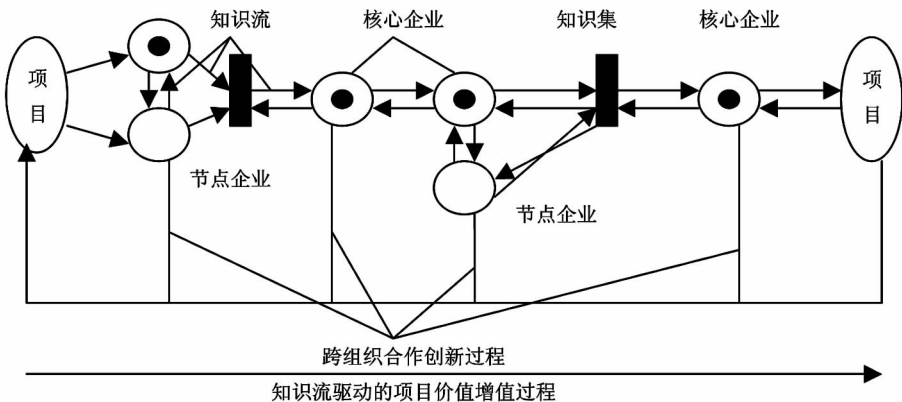 知识流
核心企业
知识集
核心企业
项
目
项
目
节点企业
节点企业
跨组织合作创新过程
知识流驱动的项目价值增值过程